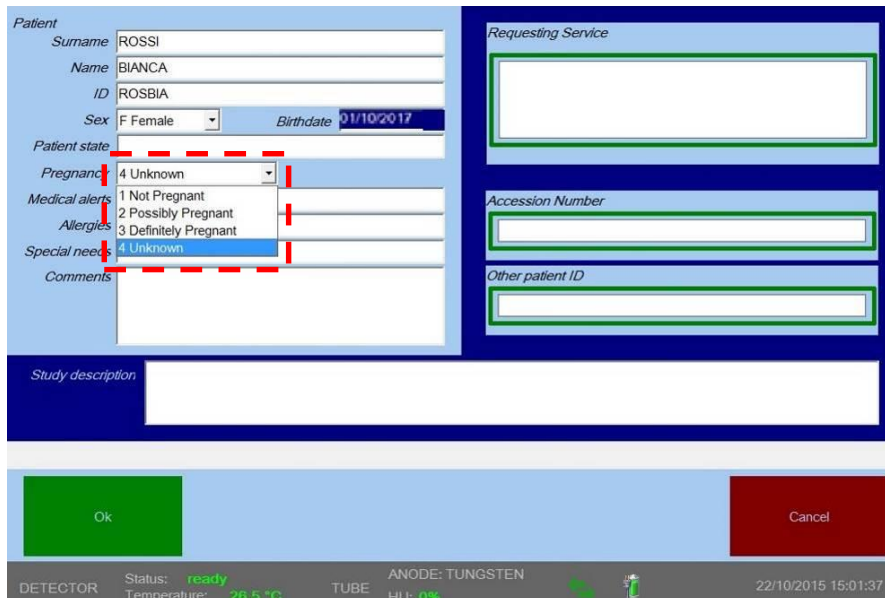 Patient
Surname ROSSI
Name BIANCA
ID ROSBIA
Sex F Female Birthdate 01/10/2017
Patient state
Pregnancy 4 Unknown
1 Not Pregnant
2 Possibly Pregnant
3 Definitely Pregnant
4 Unknown
Medical alerts
Allergies
Special needs
Comments
Requesting Service
Accession Number
Other patient ID
Study description
Ok
Cancel
DETECTOR
Status: ready
Temperature: 26.5 °C
TUBE
ANODE: TUNGSTEN
HU: 0%
22/10/2015 15:01:37